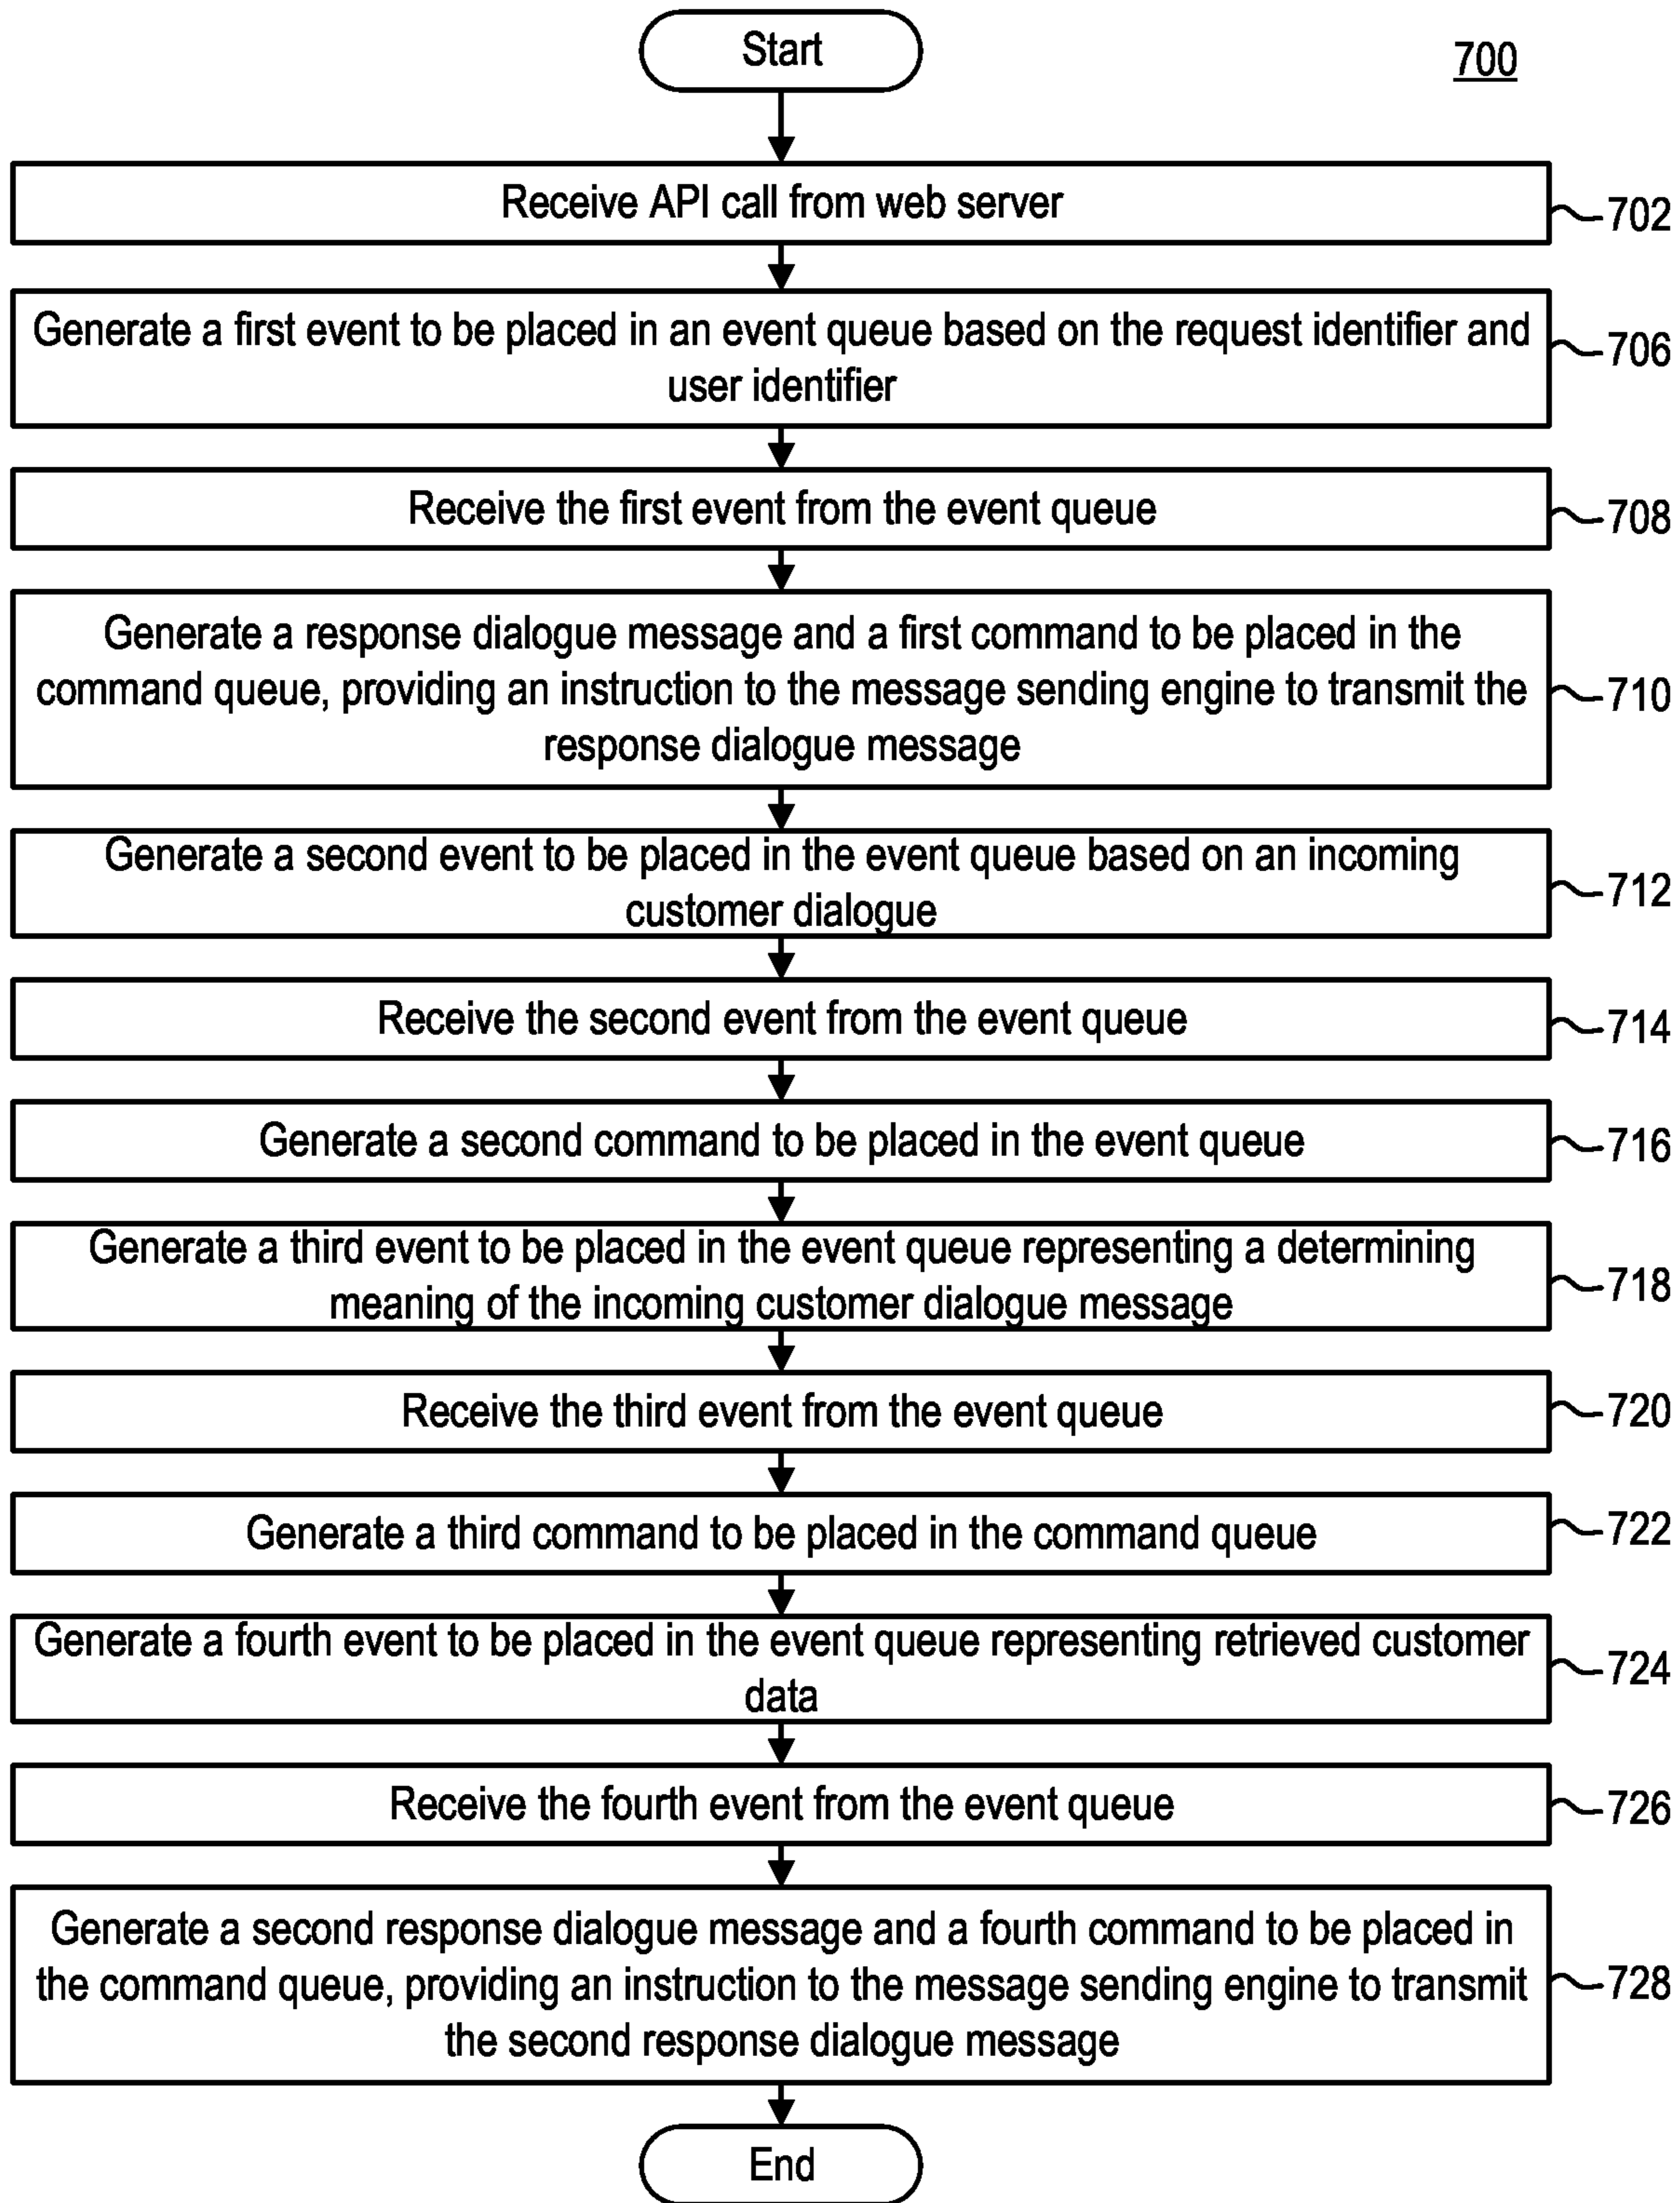 Start
700
Receive API call from web server
702
Generate a first event to be placed in an event queue based on the request identifier and
user identifier
706
Receive the first event from the event queue
708
Generate a response dialogue message and a first command to be placed in the
command queue, providing an instruction to the message sending engine to transmit the
response dialogue message
710
Generate a second event to be placed in the event queue based on an incoming
customer dialogue
712
Receive the second event from the event queue
714
Generate a second command to be placed in the event queue
716
Generate a third event to be placed in the event queue representing a determining
meaning of the incoming customer dialogue message
718
Receive the third event from the event queue
720
Generate a third command to be placed in the command queue
722
Generate a fourth event to be placed in the event queue representing retrieved customer
data
724
Receive the fourth event from the event queue
726
Generate a second response dialogue message and a fourth command to be placed in
the command queue, providing an instruction to the message sending engine to transmit
the second response dialogue message
728
End